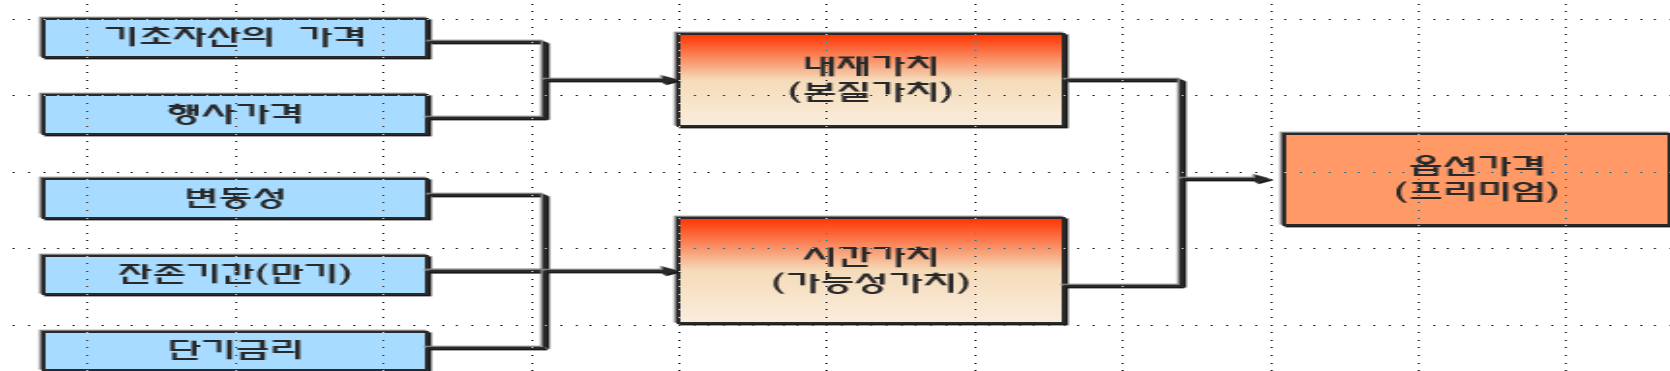 기초자산의 가격
행사가격
변동성
잔존기간(만기)
단기금리
내재가치
(본질가치)
시간가치
(가능성가치)
옵션가격
(프리미엄)